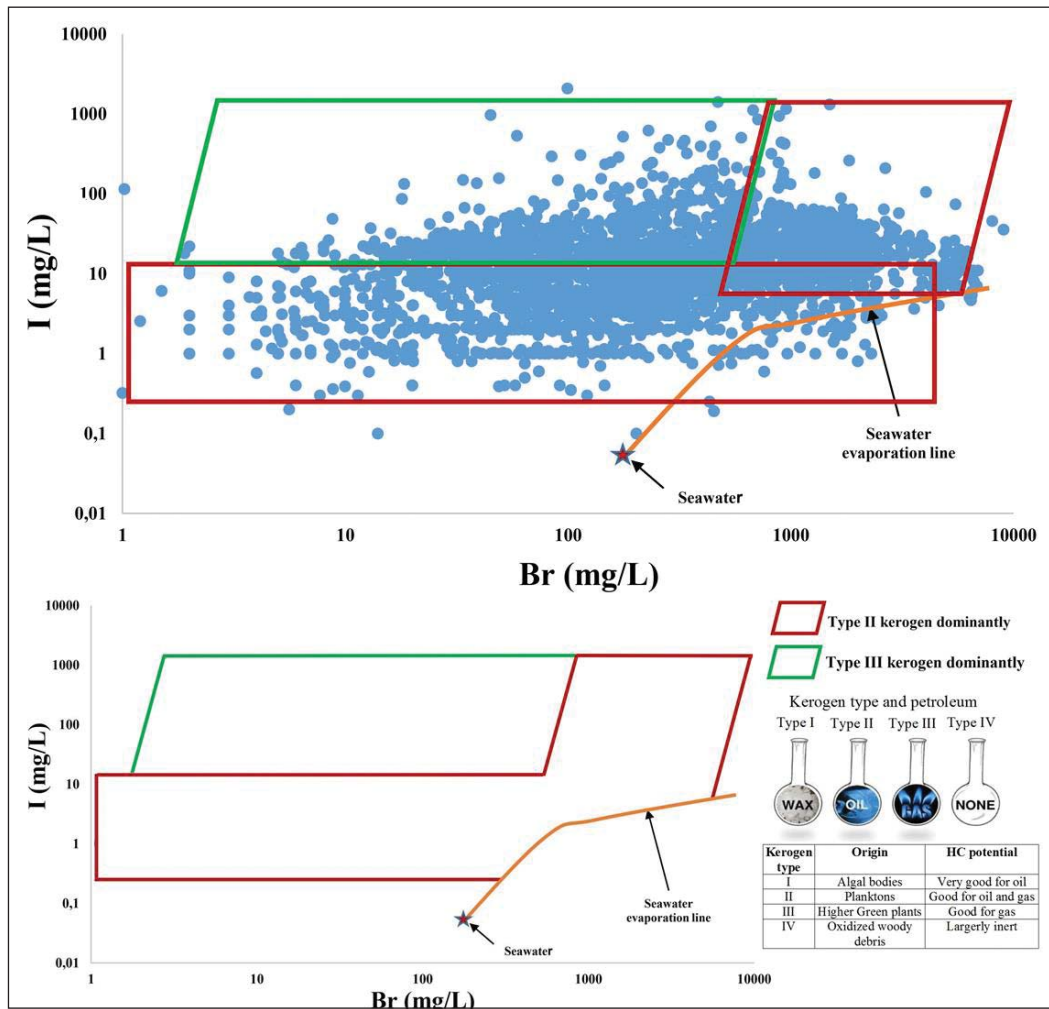 10000
1000
100
10
1
0,1
0,01
I (mg/L)
1
10
100
1000
10000
Br (mg/L)
Seawater
evaporation line
Seawater
10000
1000
100
10
1
0,1
0,01
I (mg/L)
1
10
100
1000
10000
Br (mg/L)
Seawater
evaporation line
Seawater
Type II kerogen dominantly
Type III kerogen dominantly
Kerogen type and petroleum
Type I Type II Type III Type IV
WAX OIL GAS NONE
Kerogen type Origin HC potential
I Algal bodies Very good for oil
II Planktons Good for oil and gas
III Higher Green plants Good for gas
IV Oxidized woody debris Largerly inert